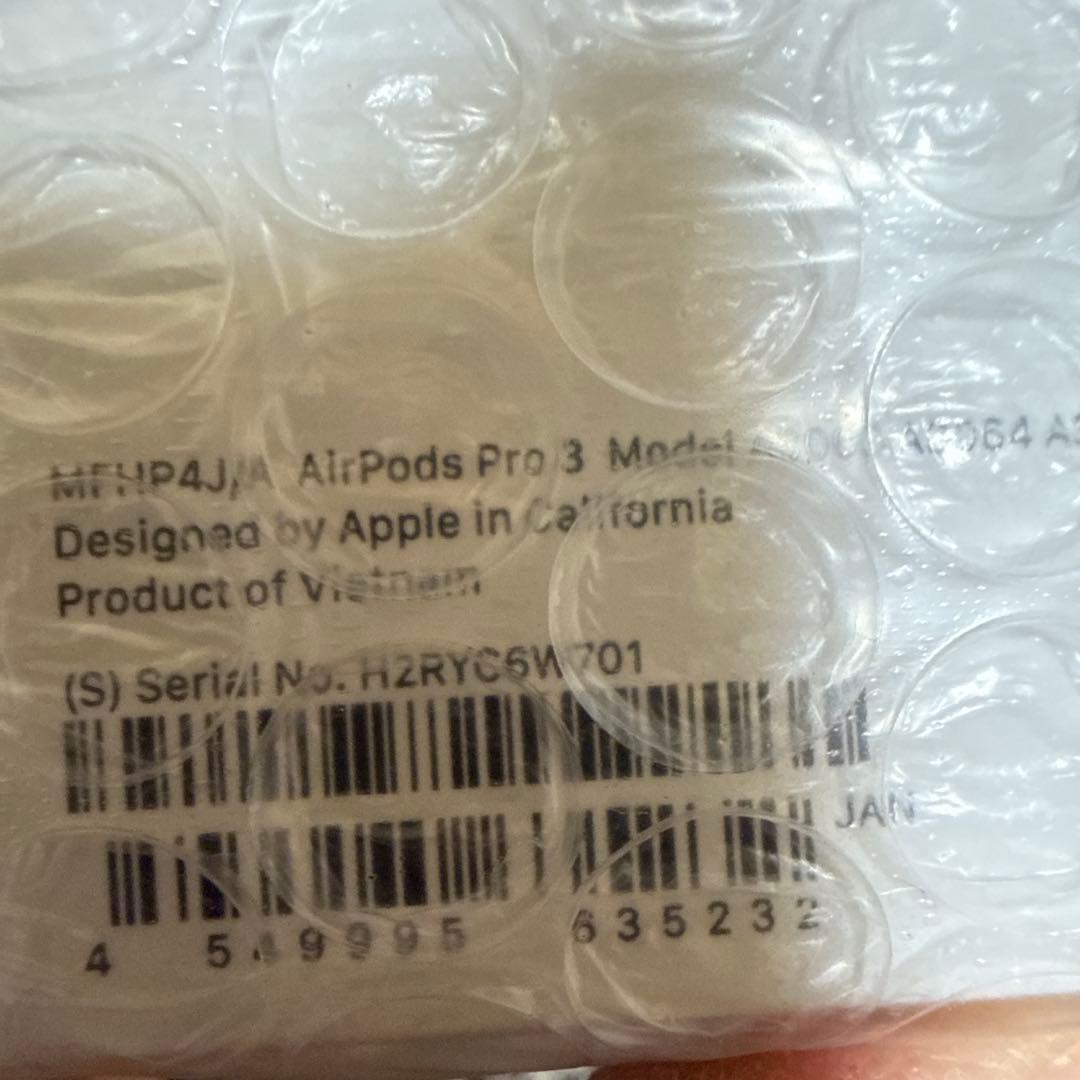 MFHP4J/A AirPods Pro 3 Model
Designed by Apple in California
Product of Vietnam
(S) Serial No. H2RYC6W701
JAN
4 549995 635232